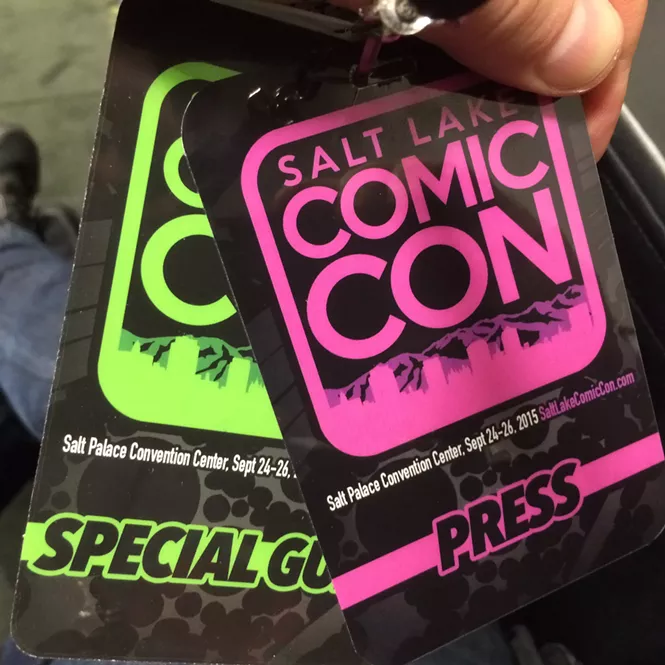 SALT LAKE
COMIC
CON
Salt Palace Convention Center, Sept 24-26, 2015 SaltLakeComicCon.com
PRESS
C
C
Salt Palace Convention Center, Sept 24-26,
SPECIAL GU